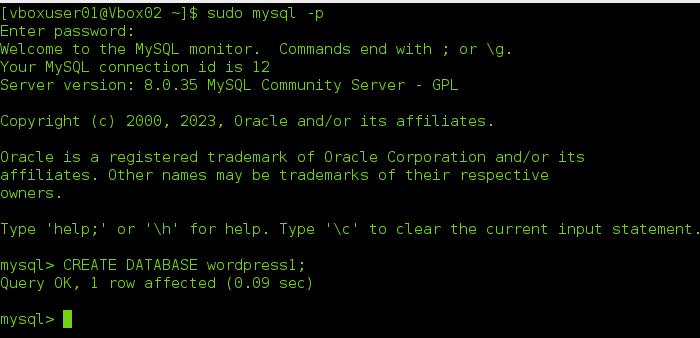 [vboxuser01@Vbox02 ~]$ sudo mysql -p
Enter password:
Welcome to the MySQL monitor.  Commands end with ; or \g.
Your MySQL connection id is 12
Server version: 8.0.35 MySQL Community Server - GPL
Copyright (c) 2000, 2023, Oracle and/or its affiliates.
Oracle is a registered trademark of Oracle Corporation and/or its
affiliates. Other names may be trademarks of their respective
owners.
Type 'help;' or '\h' for help. Type '\c' to clear the current input statement.
mysql> CREATE DATABASE wordpress1;
Query OK, 1 row affected (0.09 sec)
mysql>